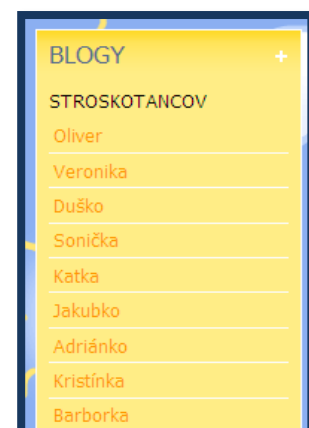 BLOGY +
STROSKOTANCOV
Oliver
Veronika
Duško
Sonička
Katka
Jakubko
Adriánko
Kristínka
Barborka